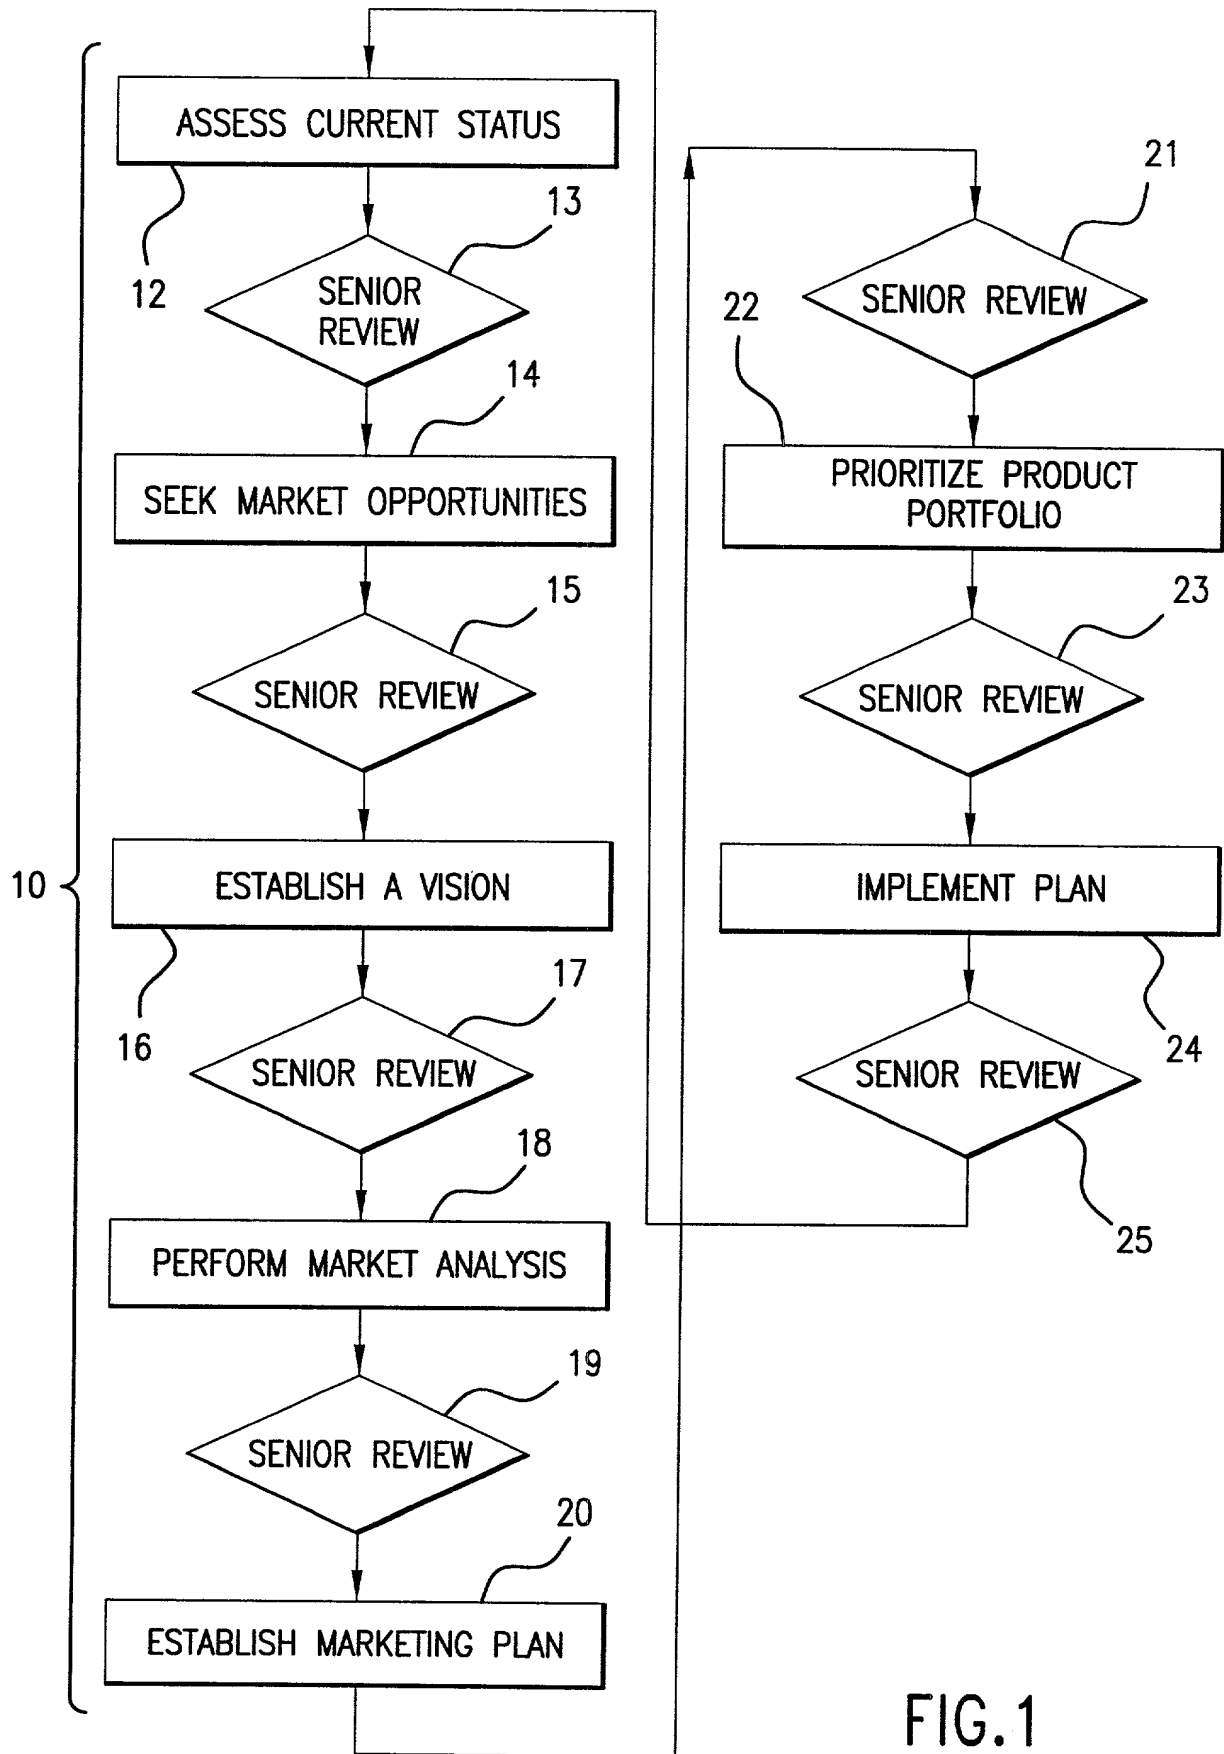 ASSESS CURRENT STATUS
12
13
SENIOR
REVIEW
14
SEEK MARKET OPPORTUNITIES
15
SENIOR REVIEW
10
ESTABLISH A VISION
16
17
SENIOR REVIEW
18
PERFORM MARKET ANALYSIS
19
SENIOR REVIEW
20
ESTABLISH MARKETING PLAN
21
SENIOR REVIEW
22
PRIORITIZE PRODUCT
PORTFOLIO
23
SENIOR REVIEW
IMPLEMENT PLAN
24
SENIOR REVIEW
25
FIG.1